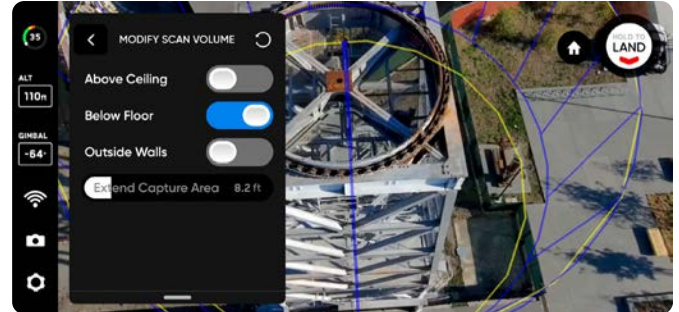 35
ALT
110ft
GIMBAL
-64°
MODIFY SCAN VOLUME
Above Ceiling
Below Floor
Outside Walls
Extend Capture Area 8.2 ft
HOLD TO
LAND